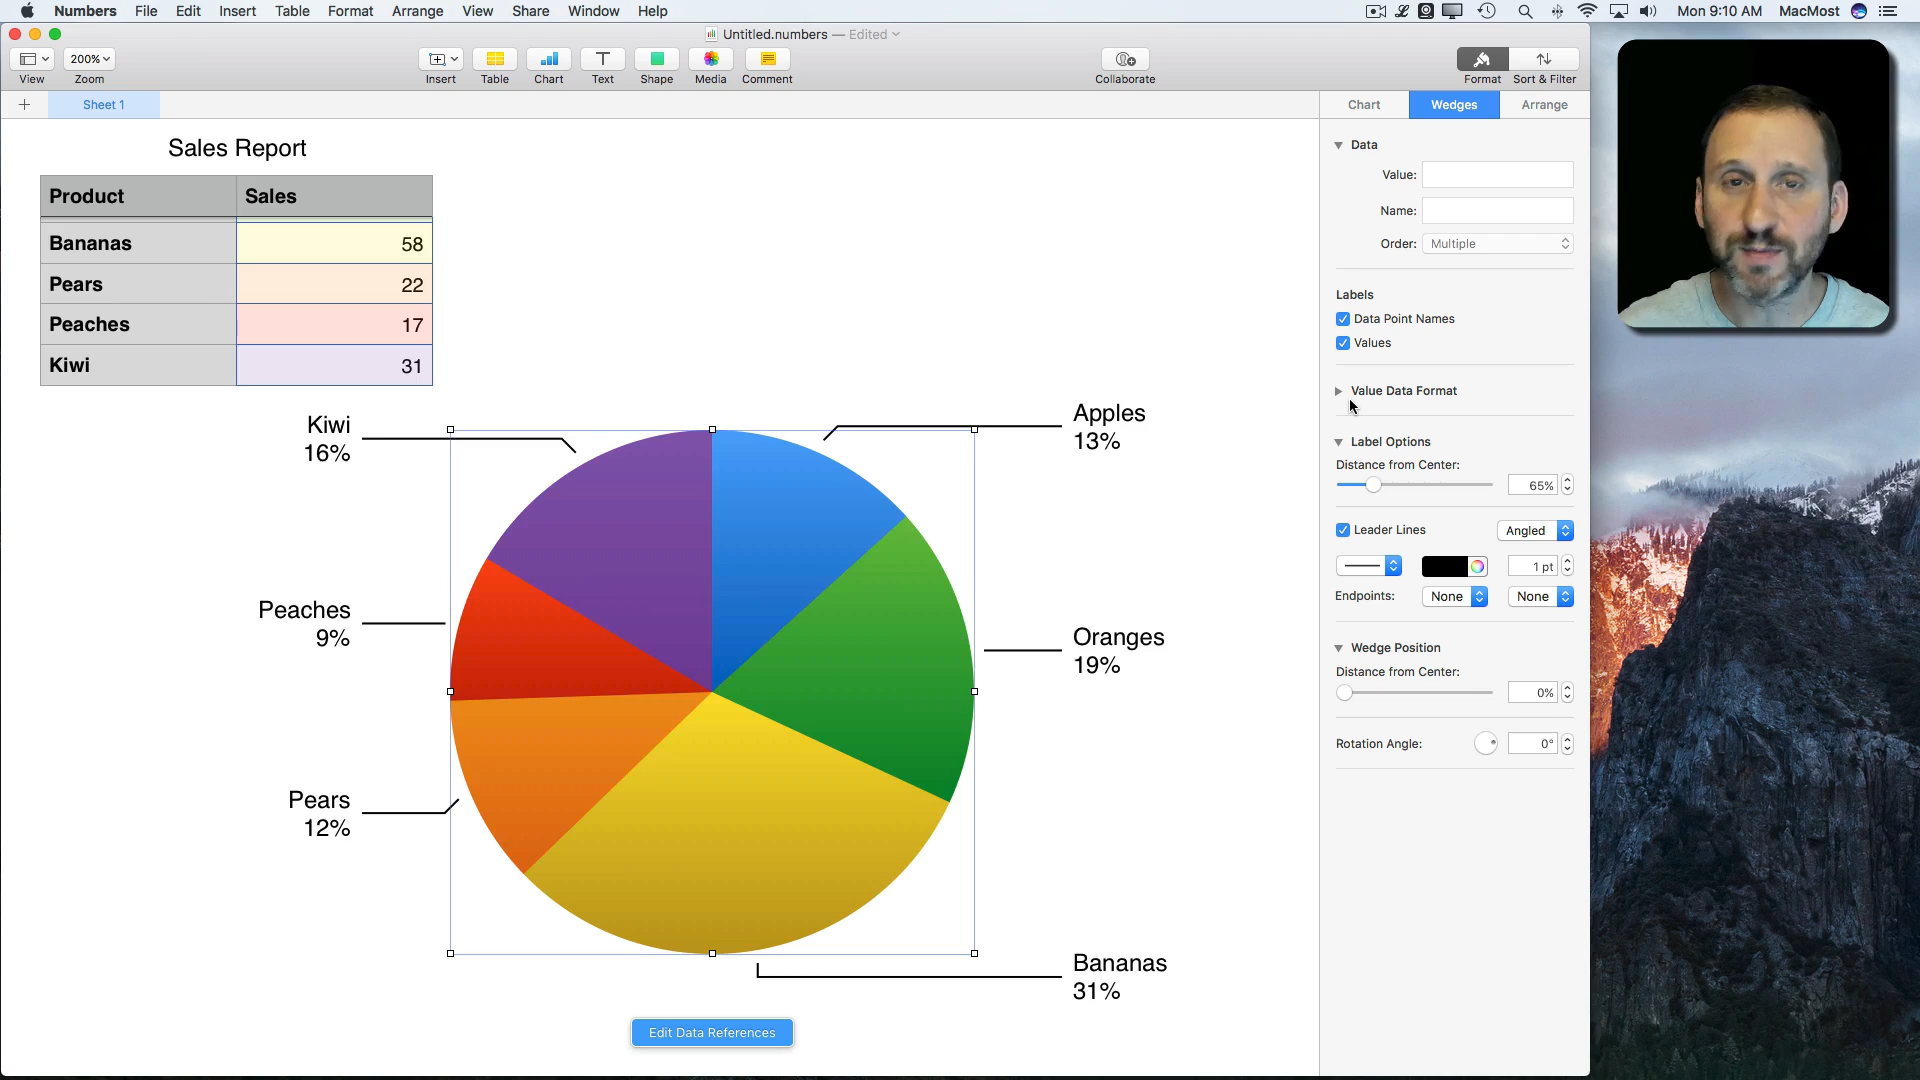 Numbers File Edit Insert Table Format Arrange View Share Window Help Mon 9:10 AM MacMost
Untitled.numbers — Edited
200%
View Zoom Insert Table Chart Text Shape Media Comment Collaborate Format Sort & Filter
Sheet 1 Chart Wedges Arrange
Sales Report
Product Sales
Bananas 58
Pears 22
Peaches 17
Kiwi 31
Kiwi
16%
Apples
13%
Peaches
9%
Oranges
19%
Pears
12%
Bananas
31%
Edit Data References
Data
Value:
Name:
Order: Multiple
Labels
Data Point Names
Values
Value Data Format
Label Options
Distance from Center:
65%
Leader Lines Angled
1 pt
Endpoints: None None
Wedge Position
Distance from Center:
0%
Rotation Angle: 0°